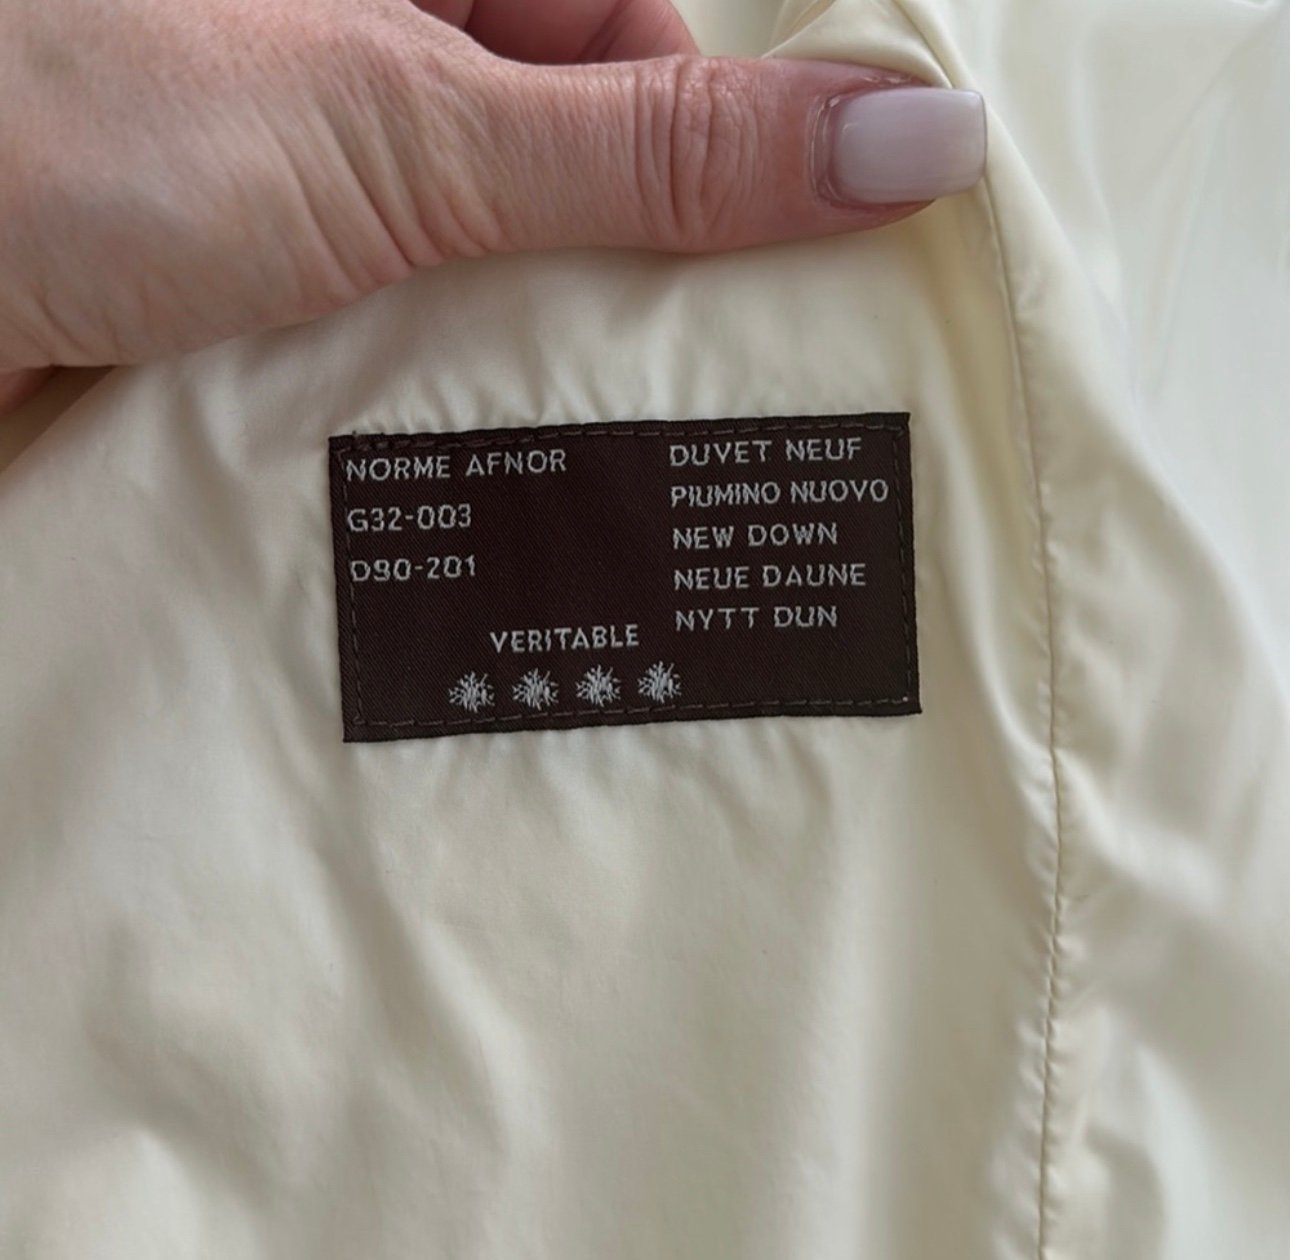 NORME AFNOR
G32-003
D90-201
DUVET NEUF
PIUMINO NUOVO
NEW DOWN
NEUE DAUNE
NYTT DUN
VERITABLE